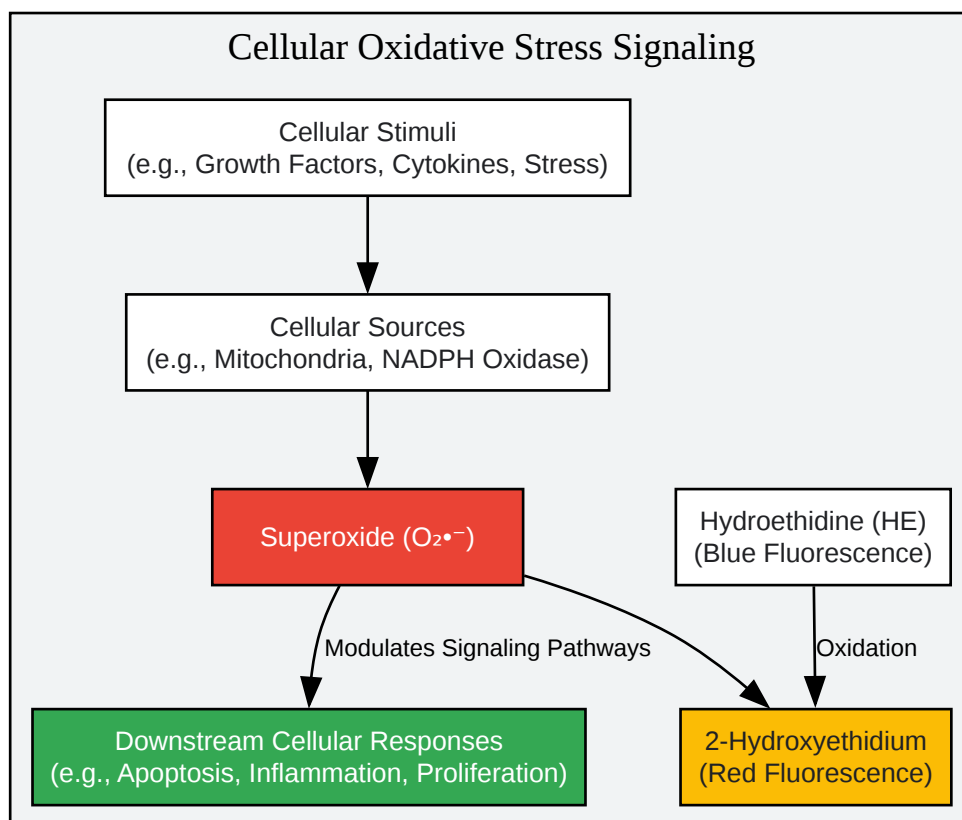 Cellular Oxidative Stress Signaling
Cellular Stimuli
(e.g., Growth Factors, Cytokines, Stress)
Cellular Sources
(e.g., Mitochondria, NADPH Oxidase)
Superoxide (O₂•⁻)
Hydroethidine (HE)
(Blue Fluorescence)
Modulates Signaling Pathways
Oxidation
Downstream Cellular Responses
(e.g., Apoptosis, Inflammation, Proliferation)
2-Hydroxyethidium
(Red Fluorescence)